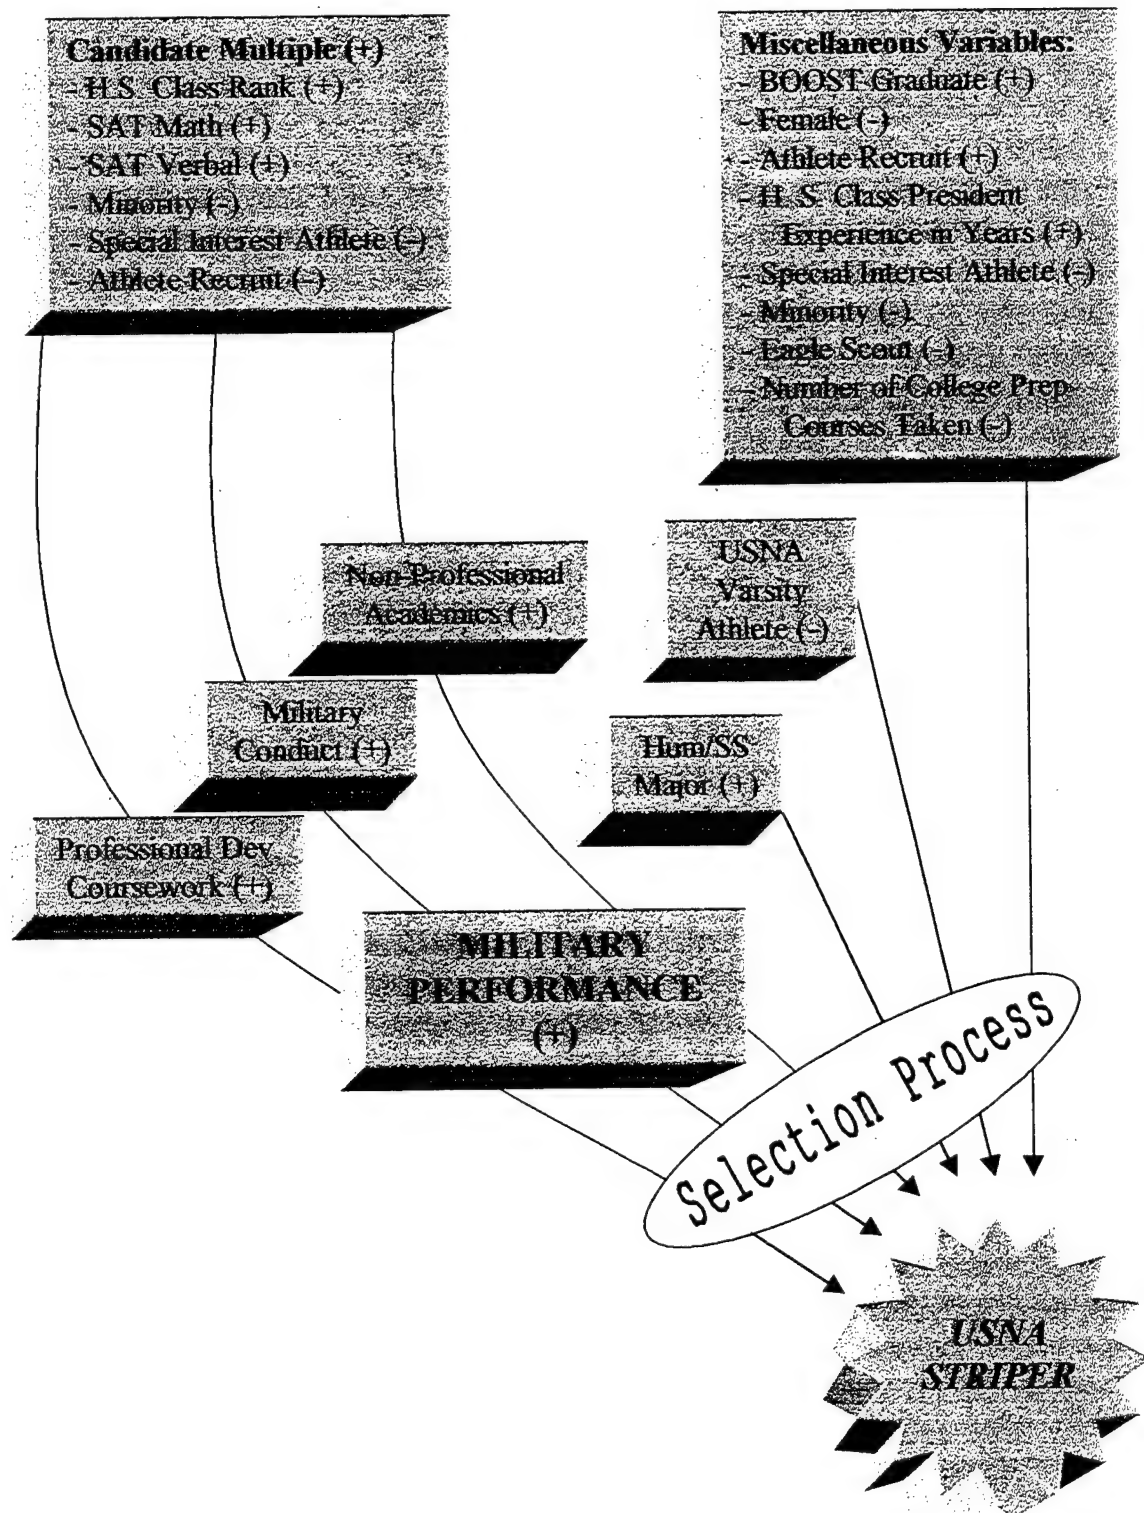 Candidate Multiple (+)
- H.S. Class Rank (+)
- SAT Math (+)
- SAT Verbal (+)
- Minority (-)
- Special Interest Athlete (-)
- Athlete Recruit (-)
Miscellaneous Variables:
- BOOST Graduate (+)
- Female (-)
- Athlete Recruit (+)
- H. S. Class President
Experience in Years (+)
- Special Interest Athlete (-)
- Minority (-)
- Eagle Scout (-)
- Number of College Prep
Courses Taken (-)
Non-Professional
Academics (+)
USNA
Varsity
Athlete (-)
Military
Conduct (+)
Hum/SS
Major (+)
Professional Dev.
Coursework (+)
MILITARY
PERFORMANCE
(+)
Selection Process
USNA
STRIPER